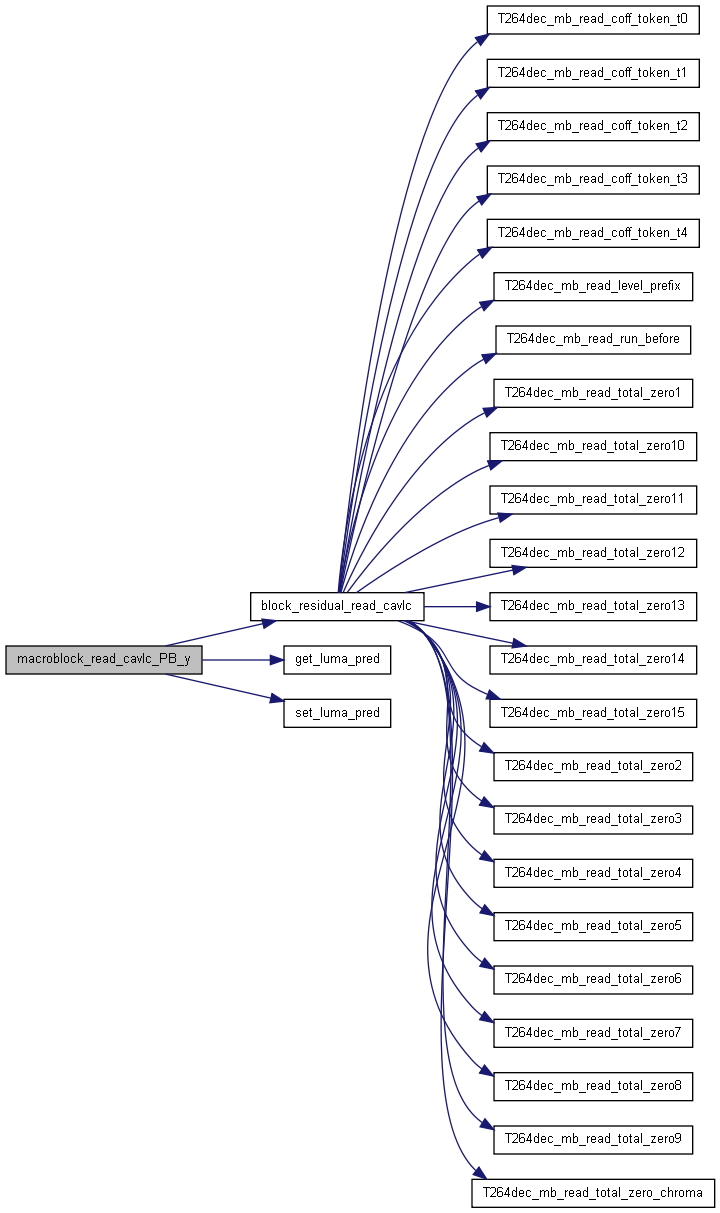 T264dec_mb_read_coff_token_t0
T264dec_mb_read_coff_token_t1
T264dec_mb_read_coff_token_t2
T264dec_mb_read_coff_token_t3
T264dec_mb_read_coff_token_t4
T264dec_mb_read_level_prefix
T264dec_mb_read_run_before
T264dec_mb_read_total_zero1
T264dec_mb_read_total_zero10
T264dec_mb_read_total_zero11
T264dec_mb_read_total_zero12
block_residual_read_cavlc
T264dec_mb_read_total_zero13
macroblock_read_cavlc_PB_y
get_luma_pred
T264dec_mb_read_total_zero14
set_luma_pred
T264dec_mb_read_total_zero15
T264dec_mb_read_total_zero2
T264dec_mb_read_total_zero3
T264dec_mb_read_total_zero4
T264dec_mb_read_total_zero5
T264dec_mb_read_total_zero6
T264dec_mb_read_total_zero7
T264dec_mb_read_total_zero8
T264dec_mb_read_total_zero9
T264dec_mb_read_total_zero_chroma